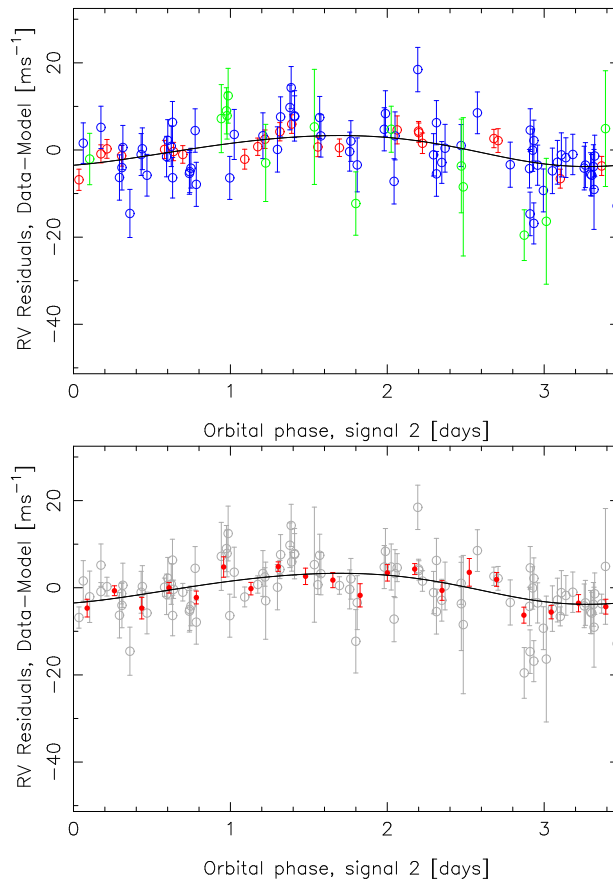 20
0
−20
−40
RV Residuals, Data−Model [ms⁻¹]
0 1 2 3
Orbital phase, signal 2 [days]
20
0
−20
−40
RV Residuals, Data−Model [ms⁻¹]
0 1 2 3
Orbital phase, signal 2 [days]